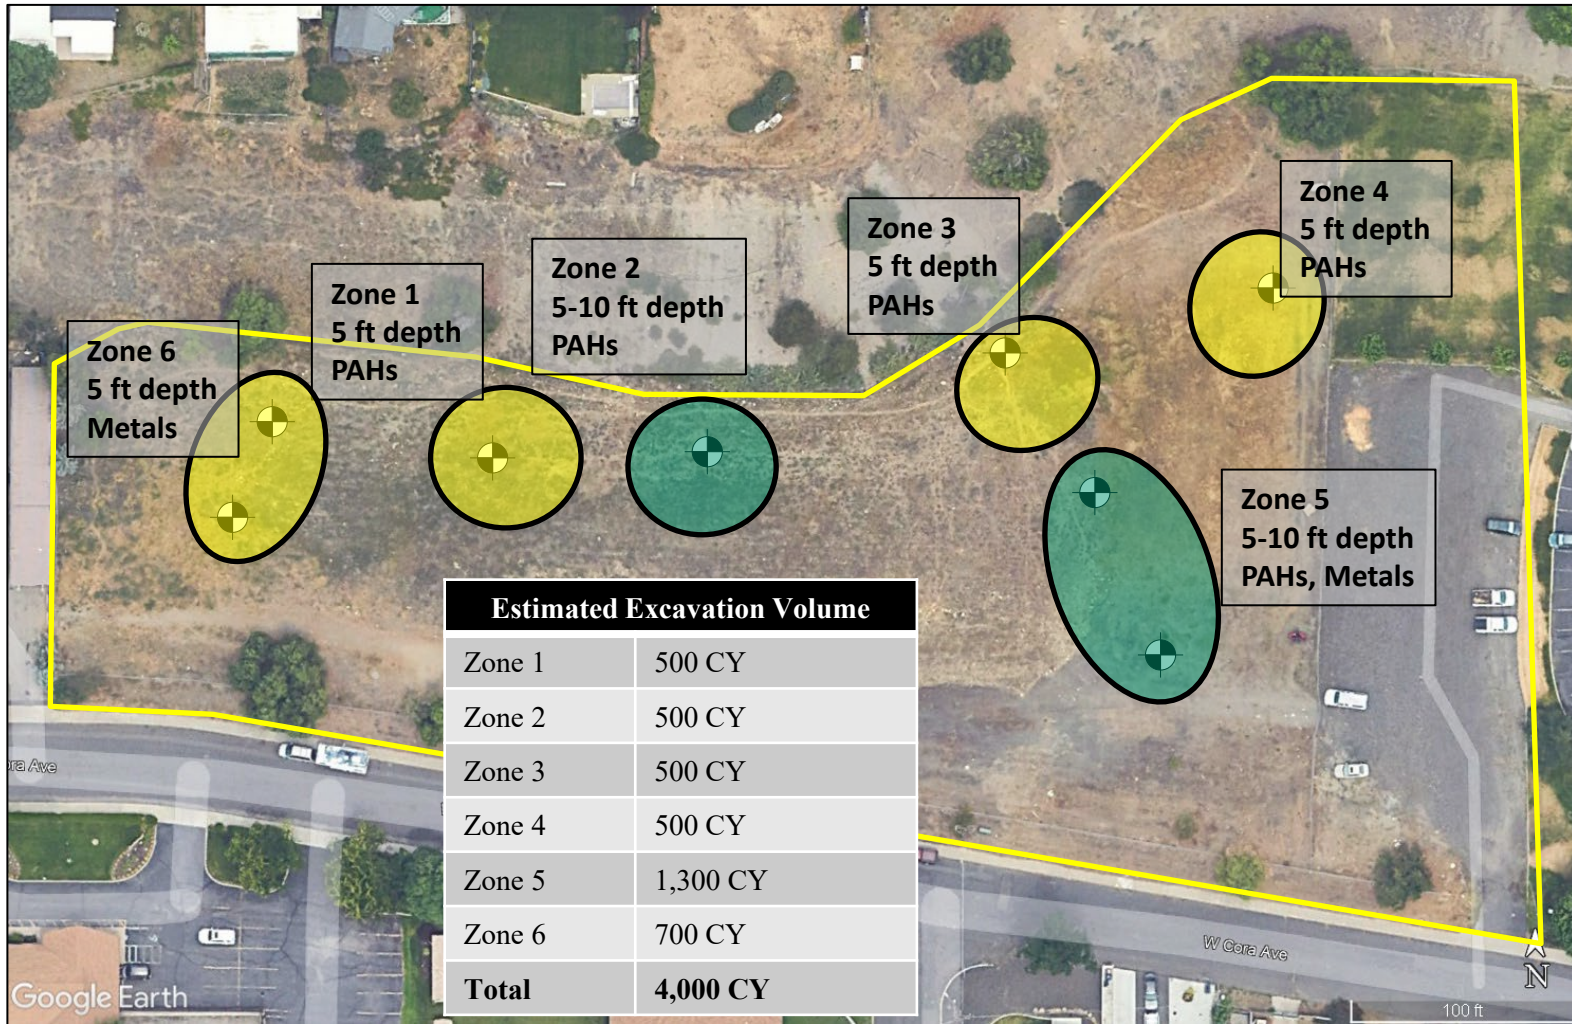 Zone 4
5 ft depth
PAHs
Zone 3
5 ft depth
PAHs
Zone 2
5-10 ft depth
PAHs
Zone 1
5 ft depth
PAHs
Zone 6
5 ft depth
Metals
Zone 5
5-10 ft depth
PAHs, Metals
Estimated Excavation Volume
Zone 1 500 CY
Zone 2 500 CY
Zone 3 500 CY
Zone 4 500 CY
Zone 5 1,300 CY
Zone 6 700 CY
Total 4,000 CY
ora Ave
W Cora Ave
N
Google Earth
100 ft